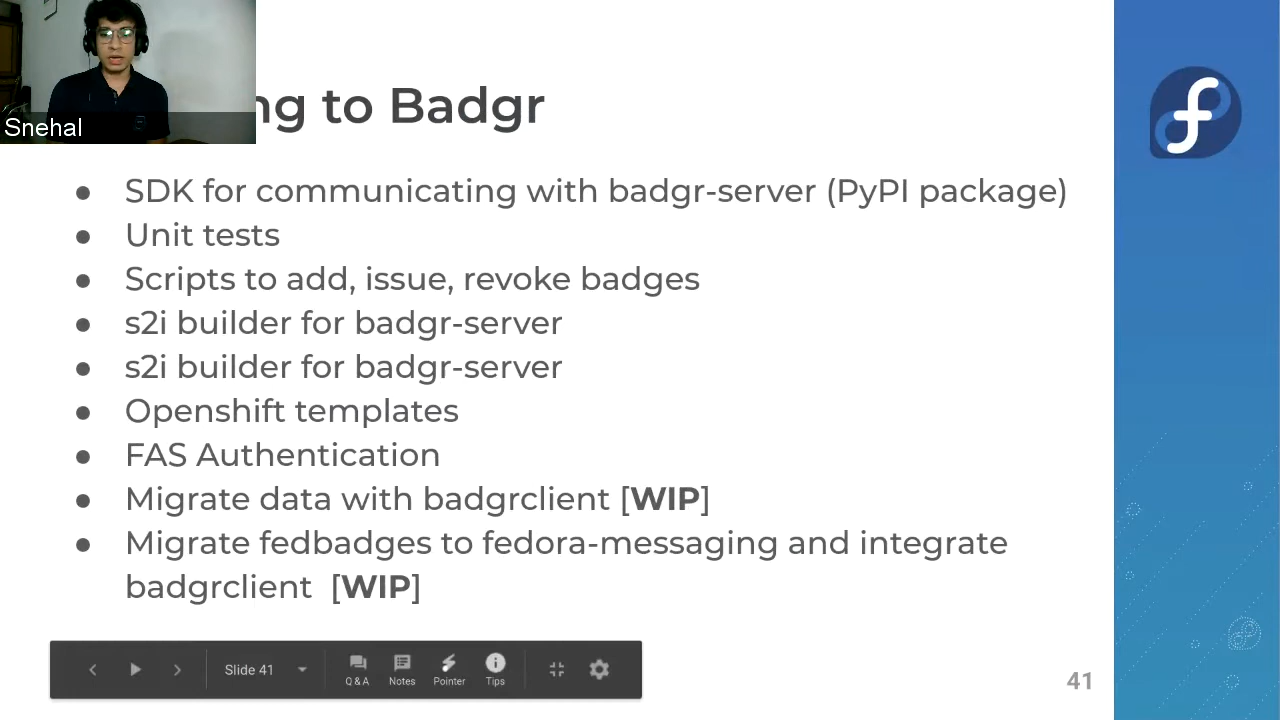 Snehal
ng to Badgr
● SDK for communicating with badgr-server (PyPI package)
● Unit tests
● Scripts to add, issue, revoke badges
● s2i builder for badgr-server
● s2i builder for badgr-server
● Openshift templates
● FAS Authentication
● Migrate data with badgrclient [WIP]
● Migrate fedbadges to fedora-messaging and integrate
badgrclient [WIP]
Slide 41
Q & A
Notes
Pointer
Tips
41